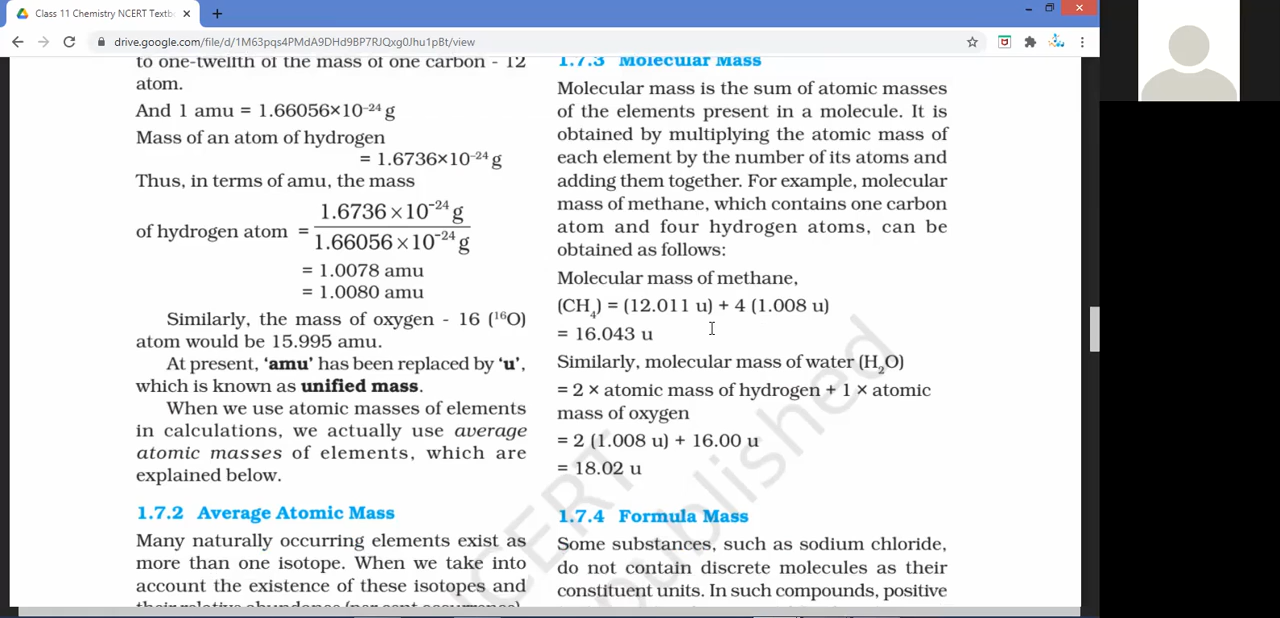 Class 11 Chemistry NCERT Textb
drive.google.com/file/d/1M63pqs4PMdA9DHd9BP7RJQxg0Jhu1pBt/view
to one-twelfth of the mass of one carbon - 12
atom.
And 1 amu = 1.66056×10⁻²⁴ g
Mass of an atom of hydrogen
= 1.6736×10⁻²⁴ g
Thus, in terms of amu, the mass
1.6736 ×10⁻²⁴ g
of hydrogen atom =
1.66056 ×10⁻²⁴ g
= 1.0078 amu
= 1.0080 amu
Similarly, the mass of oxygen - 16 (¹⁶O)
atom would be 15.995 amu.
At present, ‘amu’ has been replaced by ‘u’,
which is known as unified mass.
When we use atomic masses of elements
in calculations, we actually use average
atomic masses of elements, which are
explained below.
1.7.2 Average Atomic Mass
Many naturally occurring elements exist as
more than one isotope. When we take into
account the existence of these isotopes and
their relative abundance (per cent occurrence),
1.7.3 Molecular Mass
Molecular mass is the sum of atomic masses
of the elements present in a molecule. It is
obtained by multiplying the atomic mass of
each element by the number of its atoms and
adding them together. For example, molecular
mass of methane, which contains one carbon
atom and four hydrogen atoms, can be
obtained as follows:
Molecular mass of methane,
(CH₄) = (12.011 u) + 4 (1.008 u)
= 16.043 u
Similarly, molecular mass of water (H₂O)
= 2 × atomic mass of hydrogen + 1 × atomic
mass of oxygen
= 2 (1.008 u) + 16.00 u
= 18.02 u
1.7.4 Formula Mass
Some substances, such as sodium chloride,
do not contain discrete molecules as their
constituent units. In such compounds, positive
NCERT
published